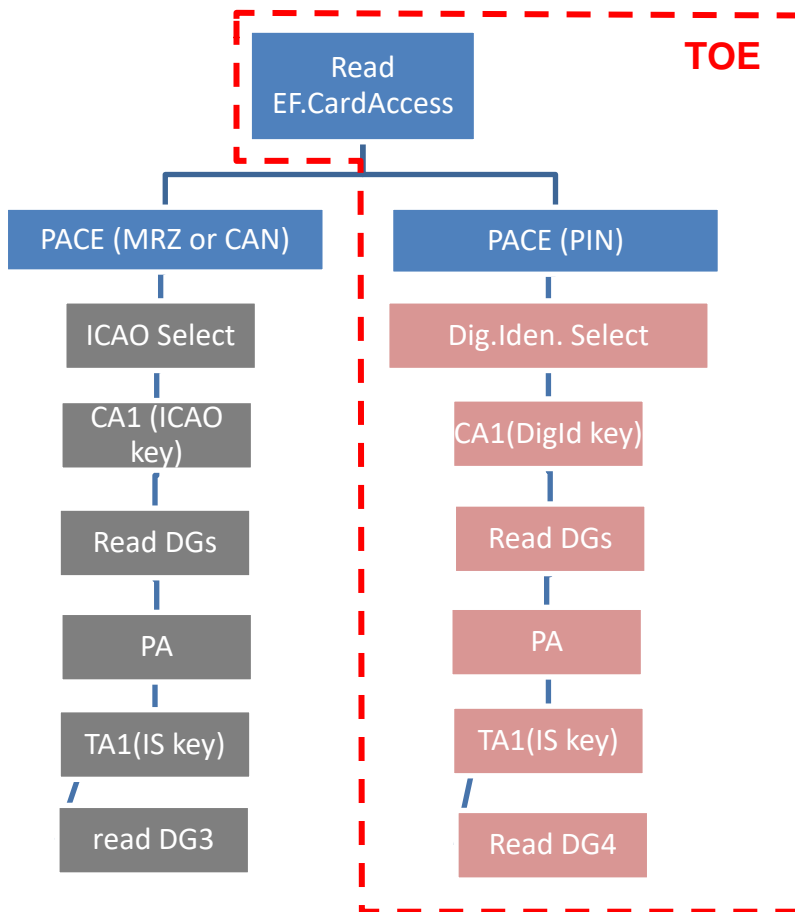 TOE
Read
EF.CardAccess
PACE (MRZ or CAN)
PACE (PIN)
ICAO Select
Dig.Iden. Select
CA1 (ICAO
key)
CA1(DigId key)
Read DGs
Read DGs
PA
PA
TA1(IS key)
TA1(IS key)
read DG3
Read DG4